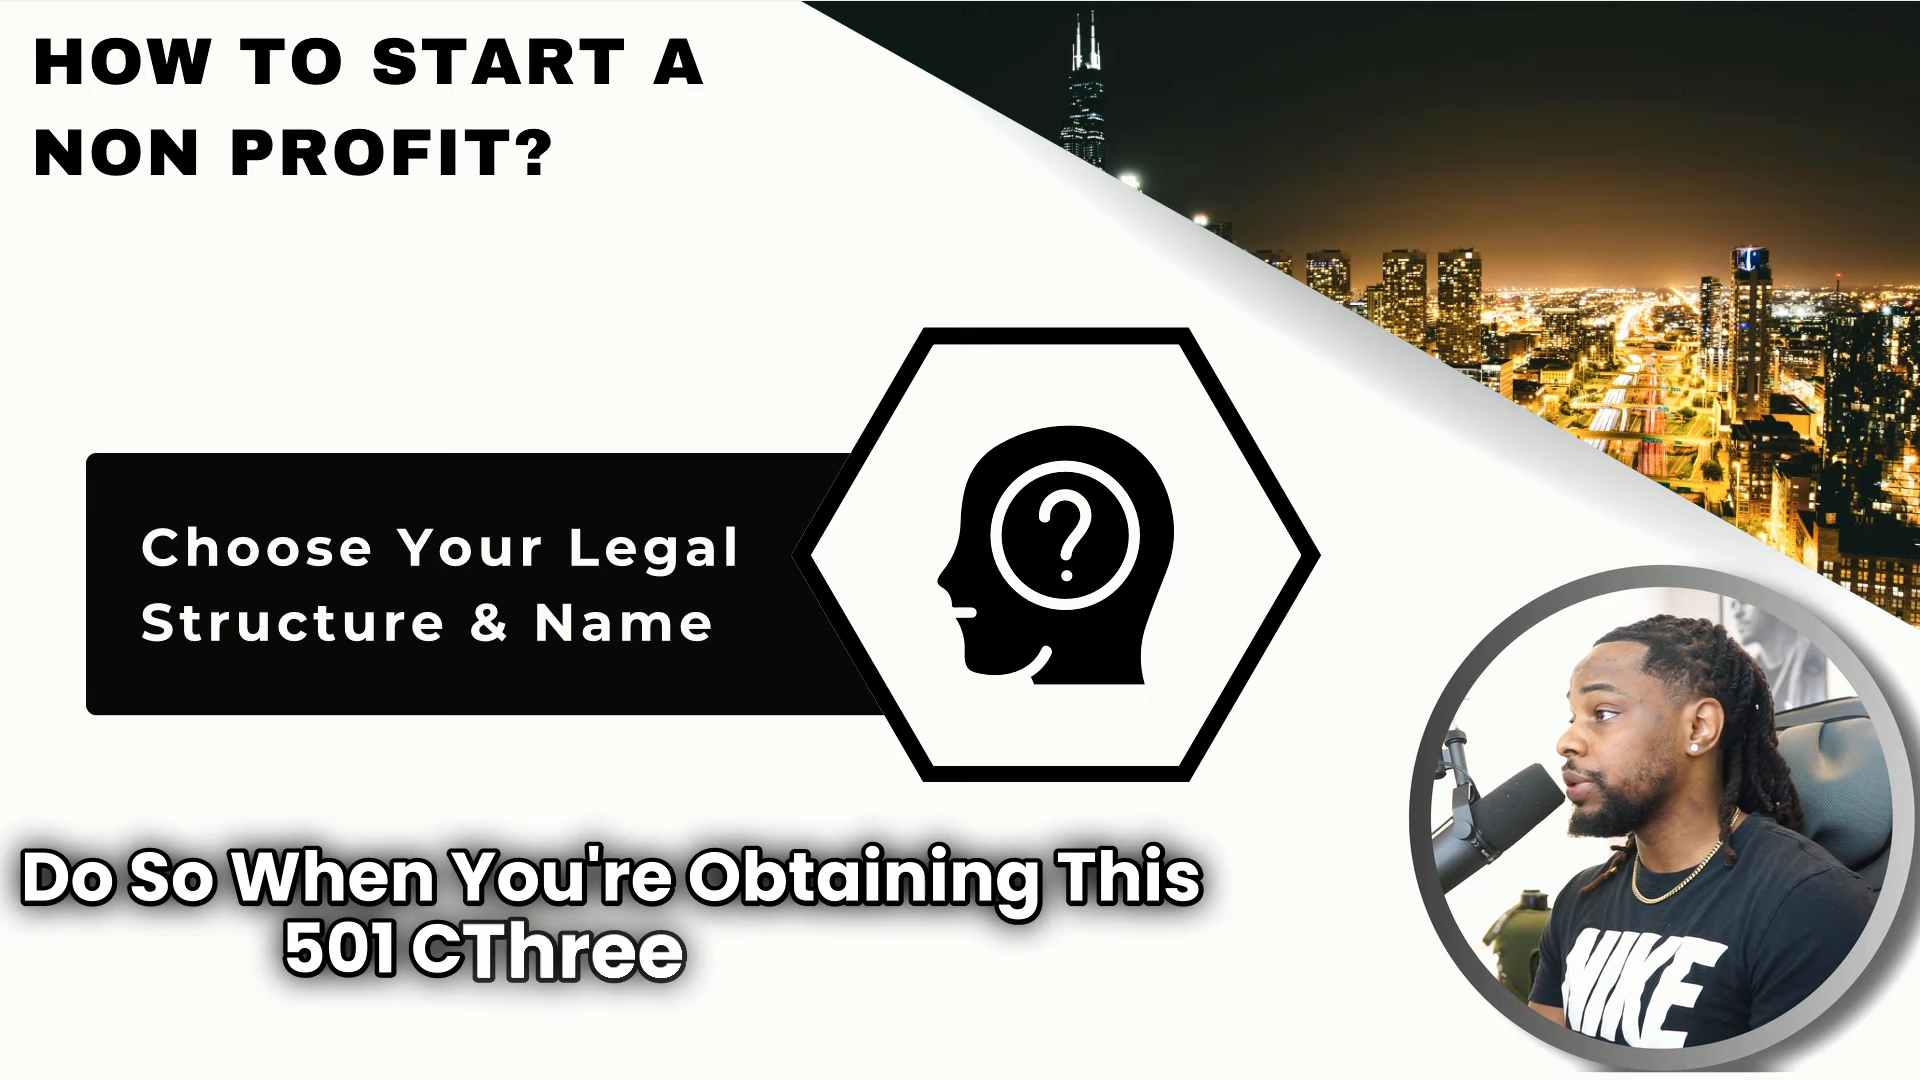 HOW TO START A
NON PROFIT?
Choose Your Legal
Structure & Name
?
Do So When You're Obtaining This
501 CThree
NIKE